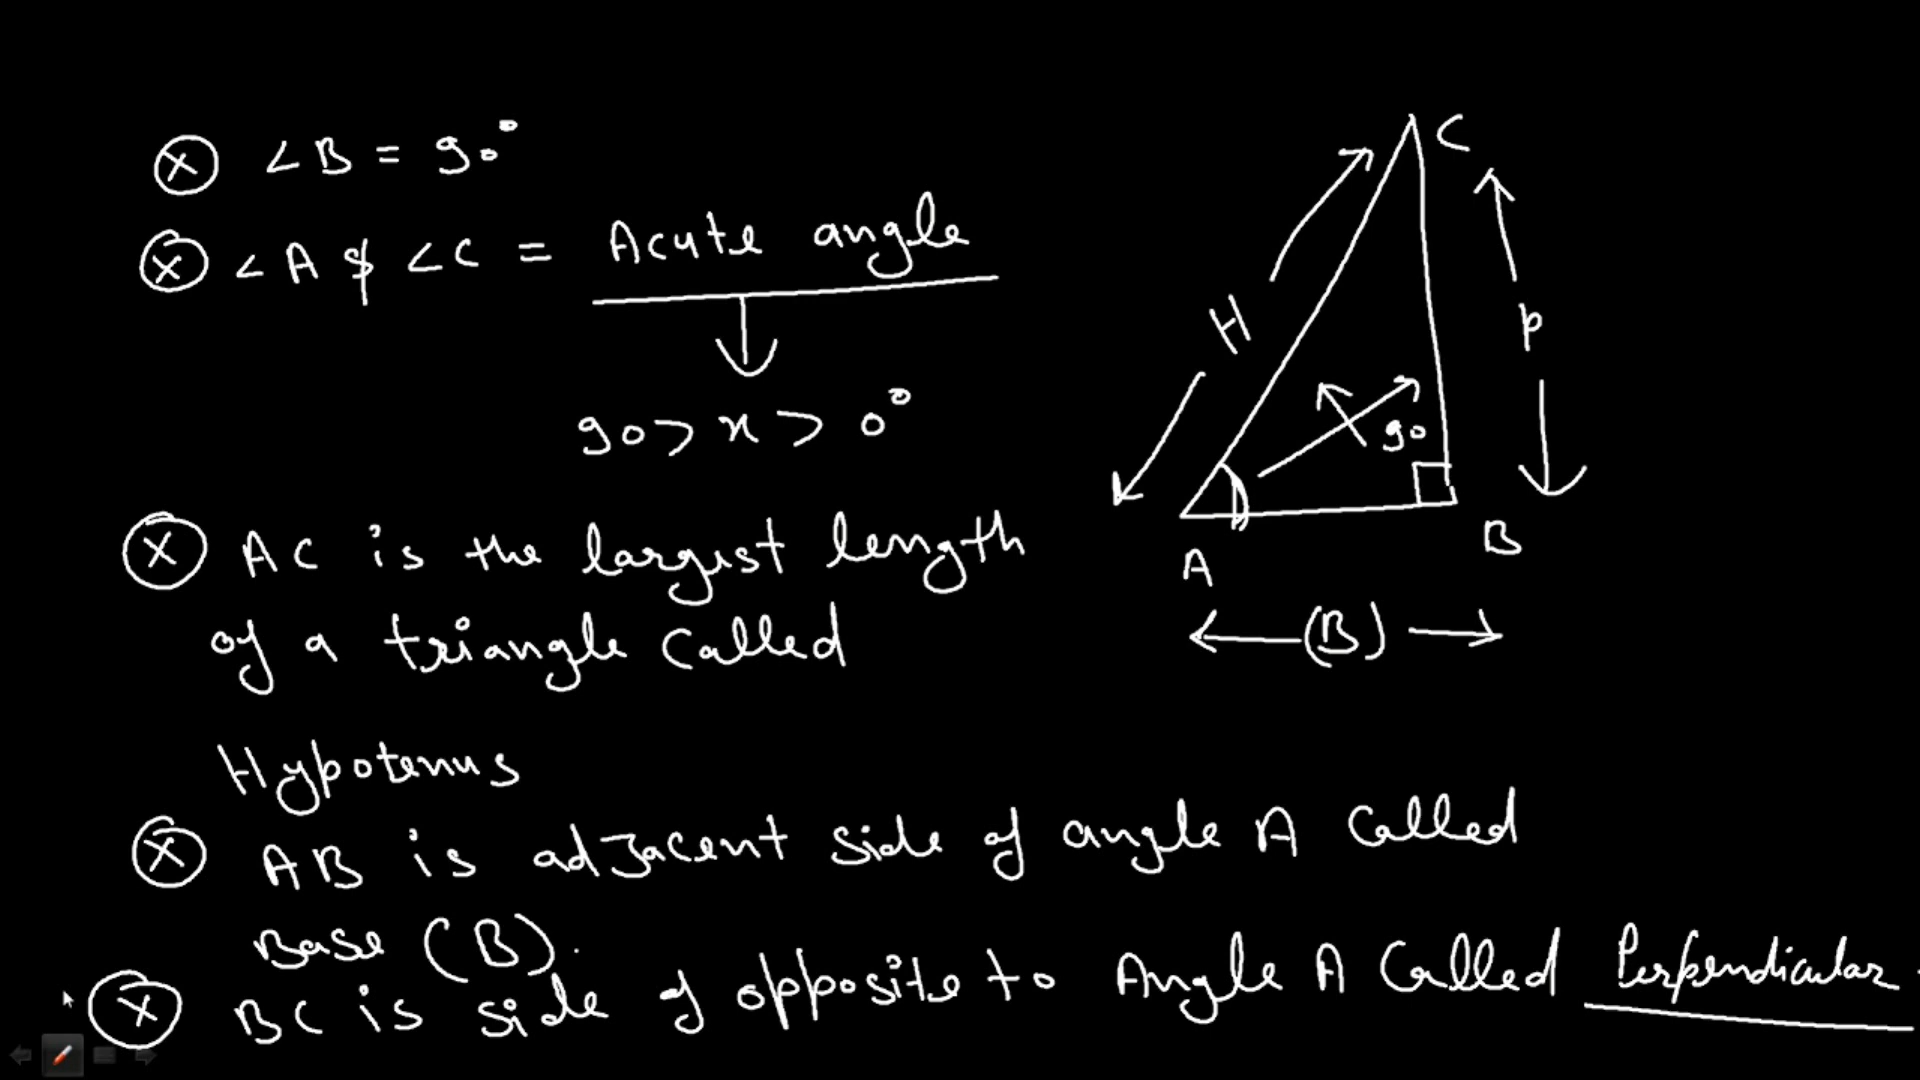 ∠B = 90°
∠A & ∠C = Acute angle
90 > x > 0°
AC is the largest length
of a triangle called
Hypotenus
AB is adjacent side of angle A called
Base (B).
BC is side of opposite to Angle A called Perpendicular.
C
H
P
90
A
B
(B)